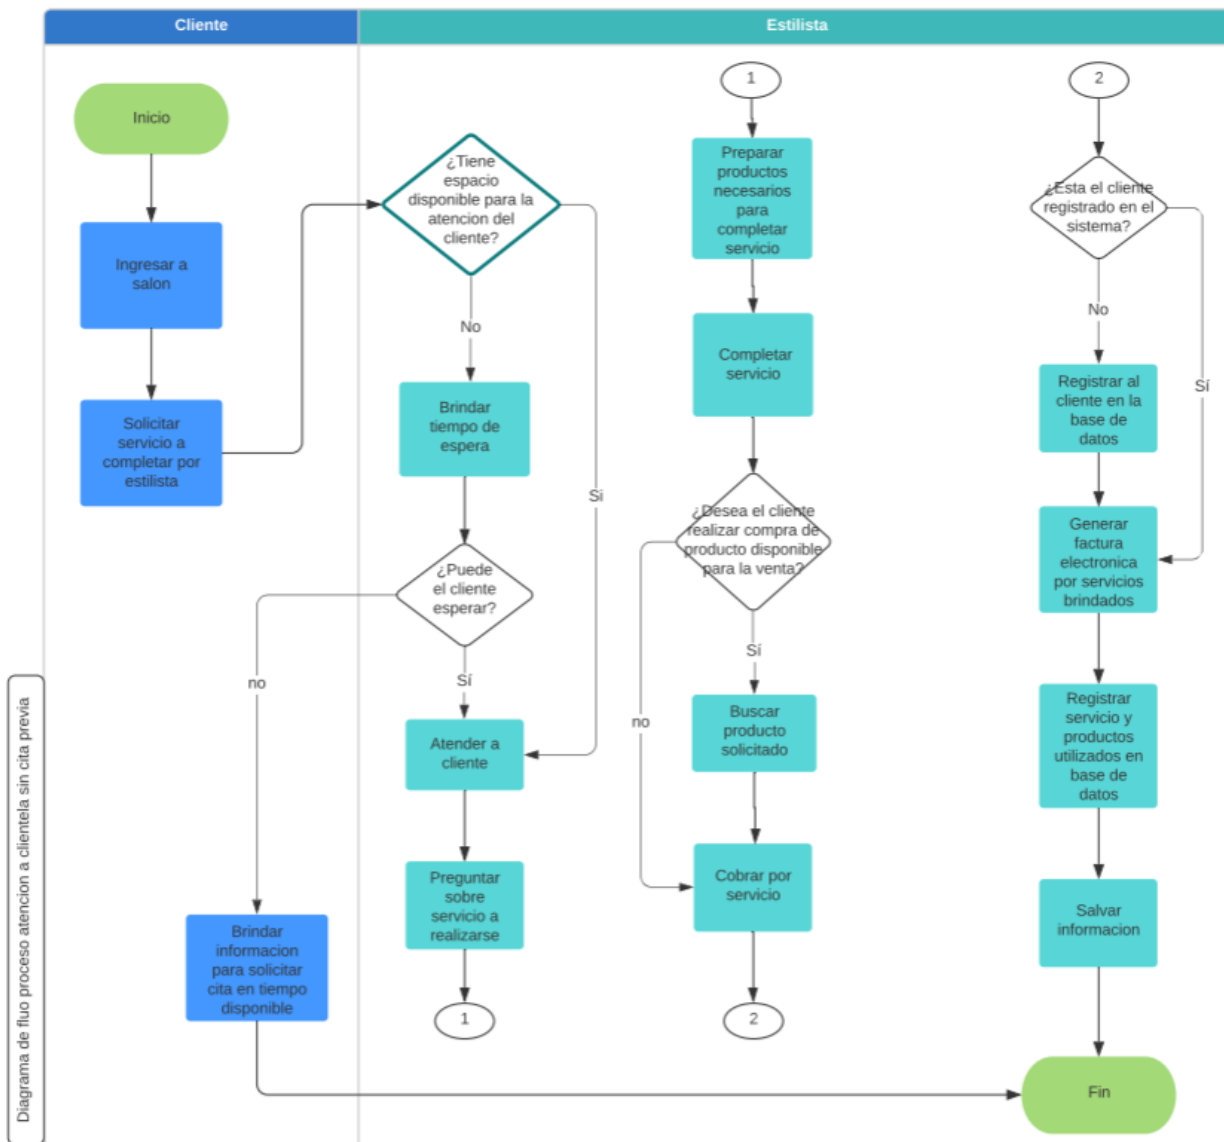 Cliente
Estilista
Inicio
Ingresar a
salon
Solicitar
servicio a
completar por
estilista
¿Tiene
espacio
disponible para la
atencion del
cliente?
No
Si
Brindar
tiempo de
espera
¿Puede
el cliente
esperar?
no
Sí
Atender a
cliente
Preguntar
sobre
servicio a
realizarse
1
Brindar
informacion
para solicitar
cita en tiempo
disponible
1
Preparar
productos
necesarios
para
completar
servicio
Completar
servicio
¿Desea el cliente
realizar compra de
producto disponible
para la venta?
no
Sí
Buscar
producto
solicitado
Cobrar por
servicio
2
2
¿Esta el cliente
registrado en el
sistema?
No
Sí
Registrar al
cliente en la
base de
datos
Generar
factura
electronica
por servicios
brindados
Registrar
servicio y
productos
utilizados en
base de
datos
Salvar
informacion
Fin
Diagrama de fluo proceso atencion a clientela sin cita previa